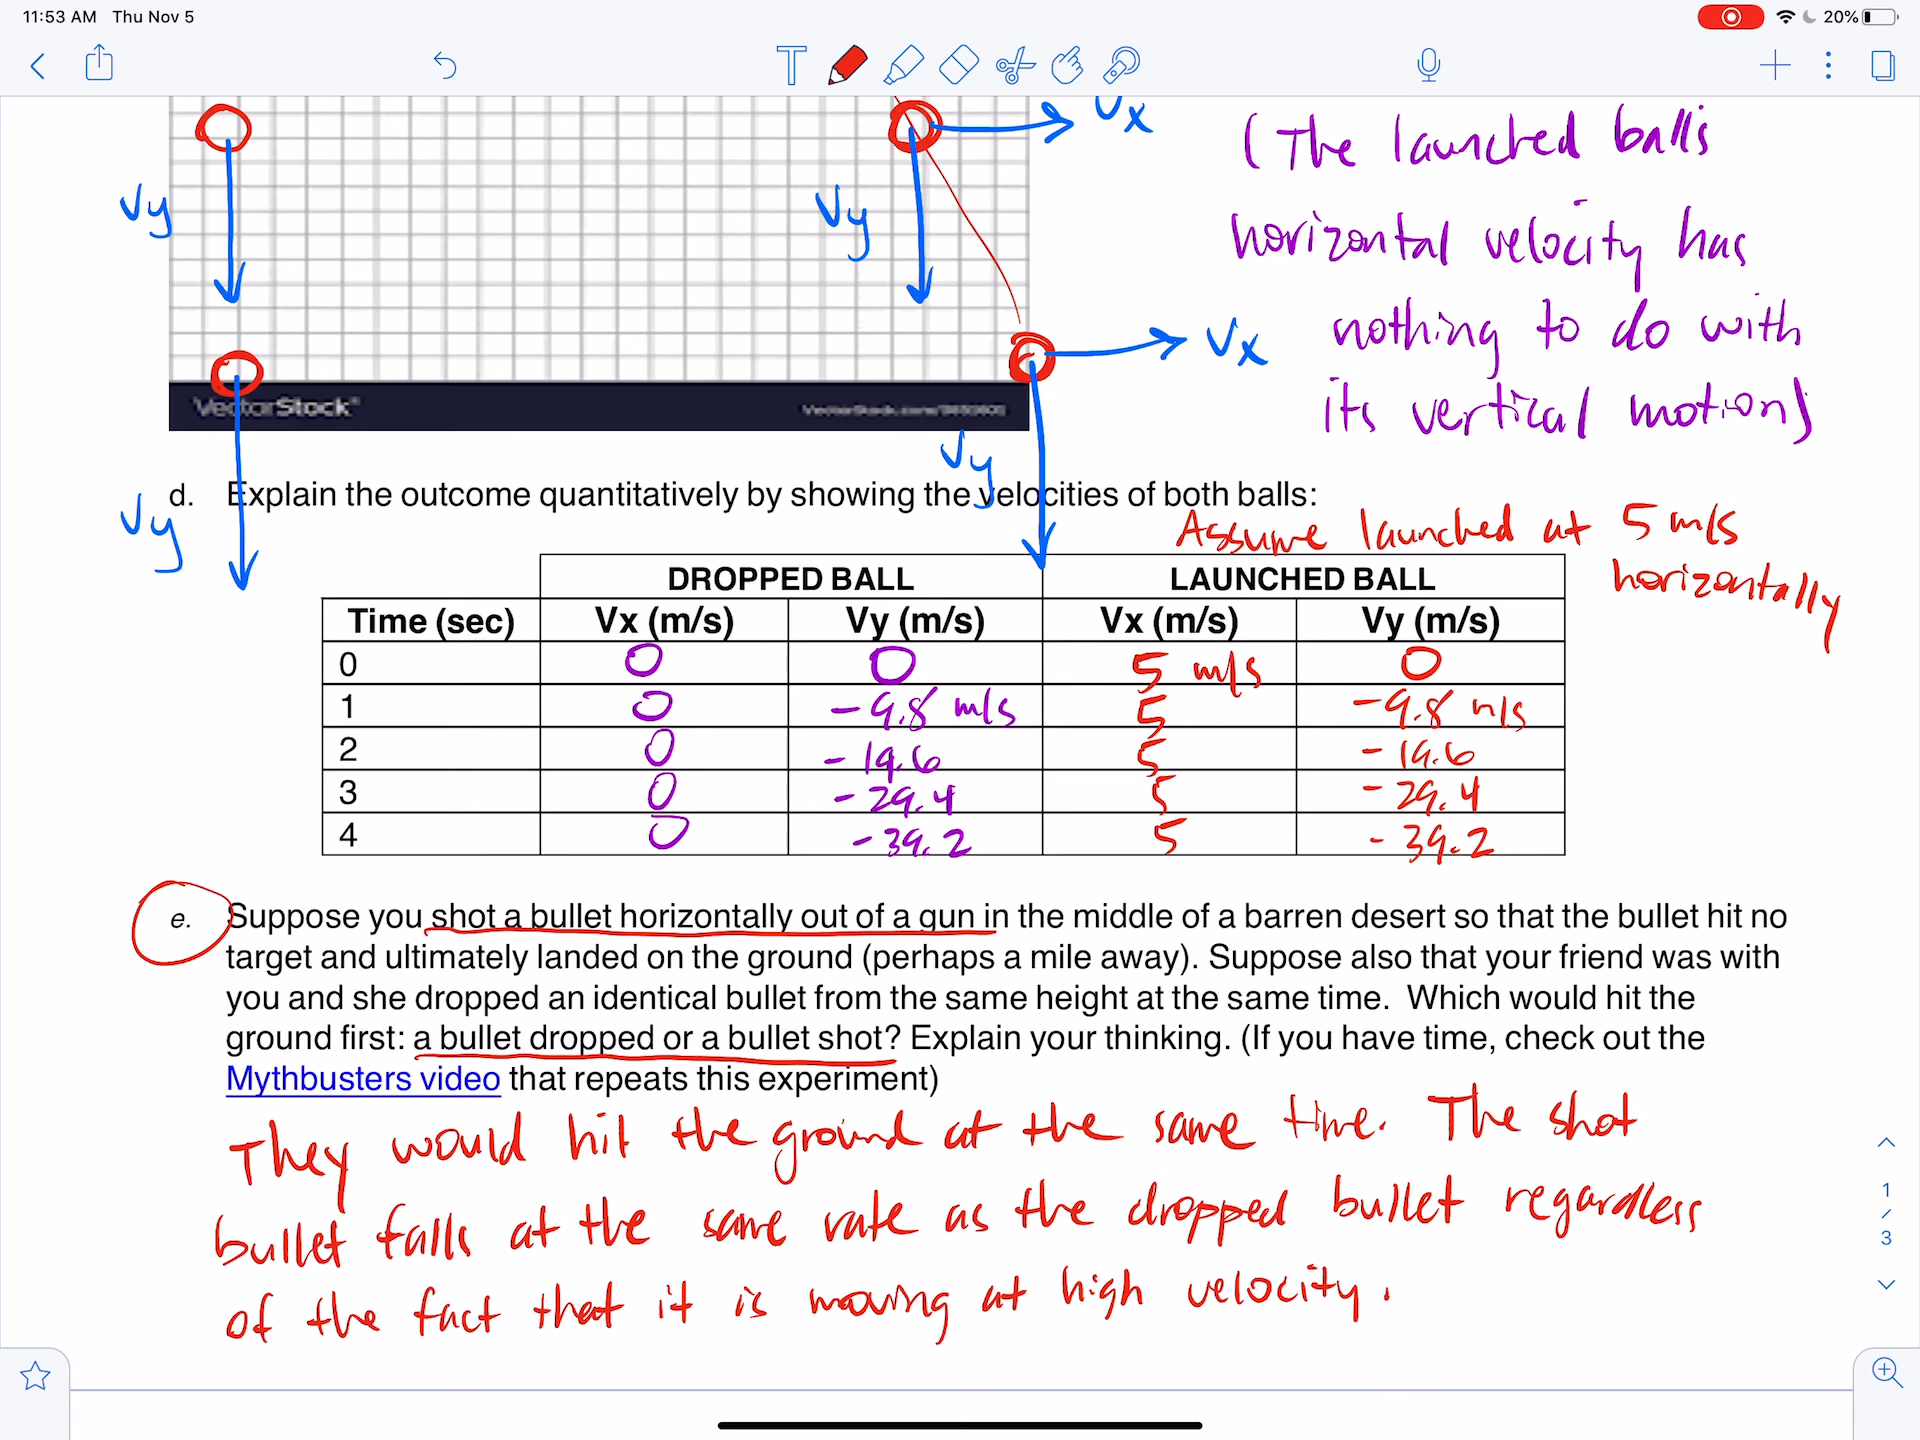 11:53 AM Thu Nov 5
20%
Vx
(The launched balls
Vy
Vy
horizontal velocity has
Vx
nothing to do with
its vertical motion)
VectorStock®
Vy
d. Explain the outcome quantitatively by showing the velocities of both balls:
Vy
Assume launched at 5 m/s
horizontally
DROPPED BALL LAUNCHED BALL
Time (sec) Vx (m/s) Vy (m/s) Vx (m/s) Vy (m/s)
0 0 0 5 m/s 0
1 0 -9.8 m/s 5 -9.8 m/s
2 0 -19.6 5 -19.6
3 0 -29.4 5 -29.4
4 0 -39.2 5 -39.2
e. Suppose you shot a bullet horizontally out of a gun in the middle of a barren desert so that the bullet hit no
target and ultimately landed on the ground (perhaps a mile away). Suppose also that your friend was with
you and she dropped an identical bullet from the same height at the same time. Which would hit the
ground first: a bullet dropped or a bullet shot? Explain your thinking. (If you have time, check out the
Mythbusters video that repeats this experiment)
They would hit the ground at the same time. The shot
bullet falls at the same rate as the dropped bullet regardless
of the fact that it is moving at high velocity.
1
/
3